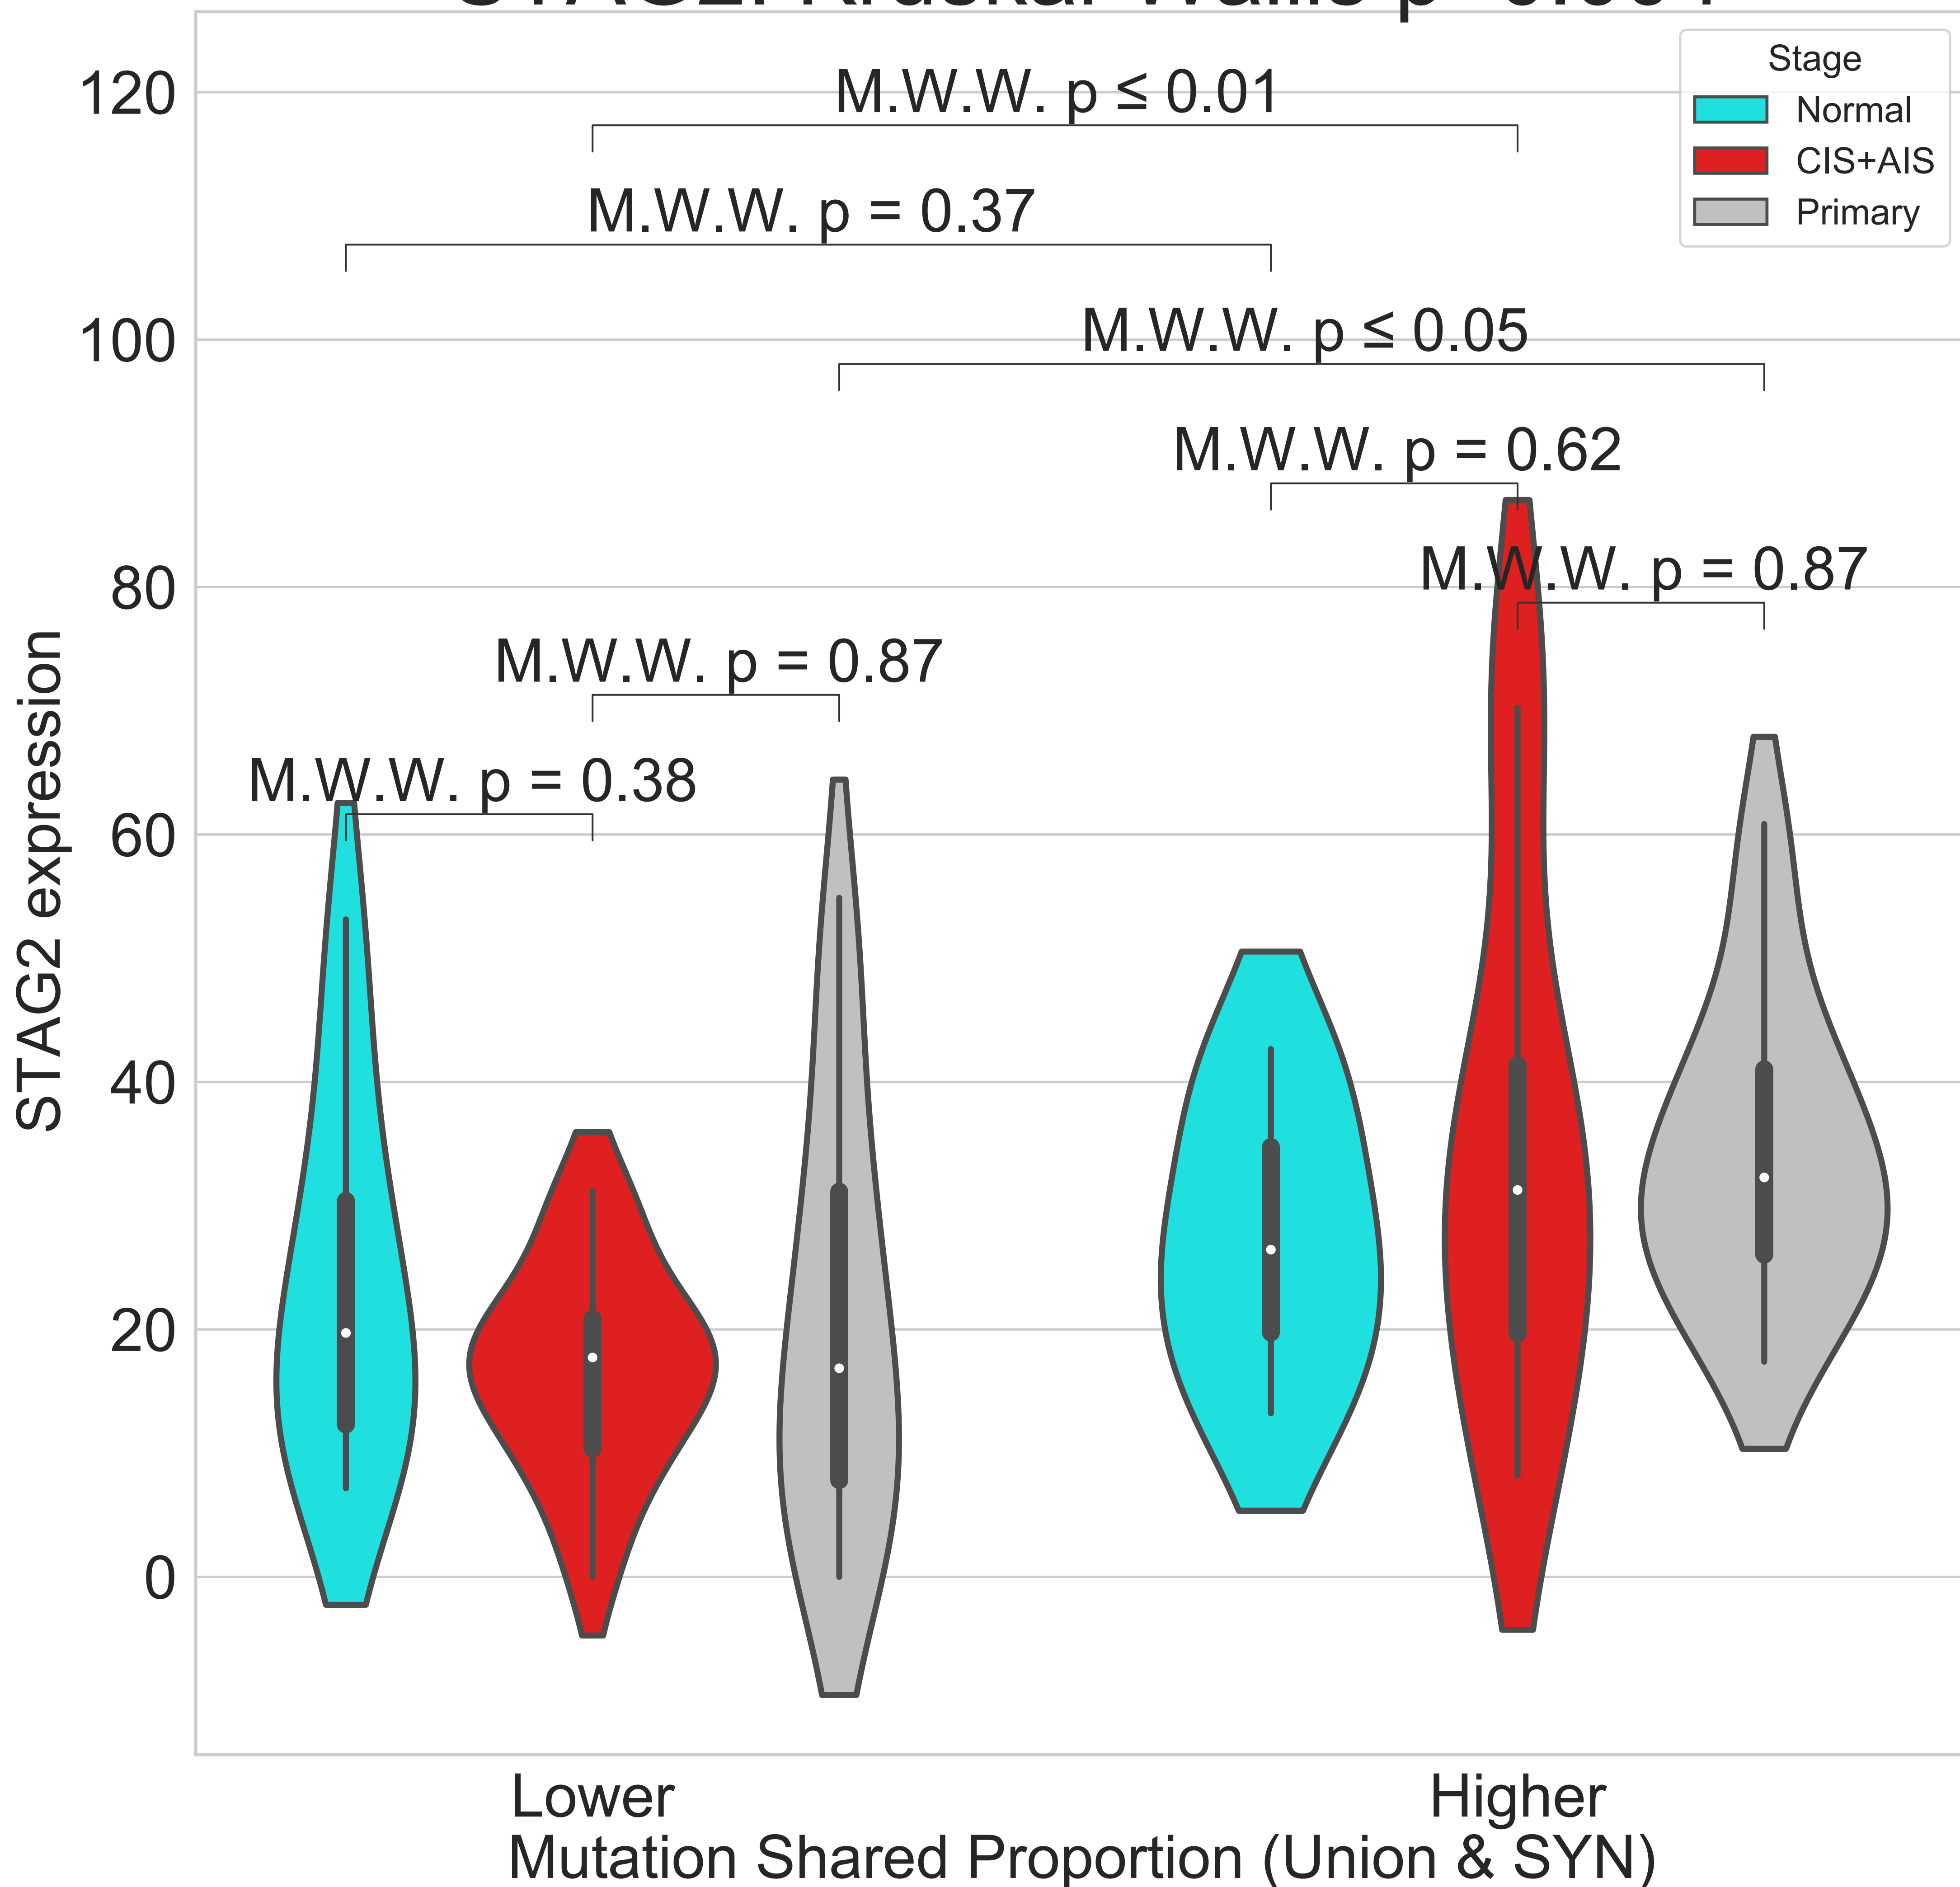 120
100
80
60
40
20
0
STAG2 expression
M.W.W. p ≤ 0.01
M.W.W. p = 0.37
M.W.W. p ≤ 0.05
M.W.W. p = 0.62
M.W.W. p = 0.87
M.W.W. p = 0.87
M.W.W. p = 0.38
Stage
Normal
CIS+AIS
Primary
Lower
Higher
Mutation Shared Proportion (Union & SYN)